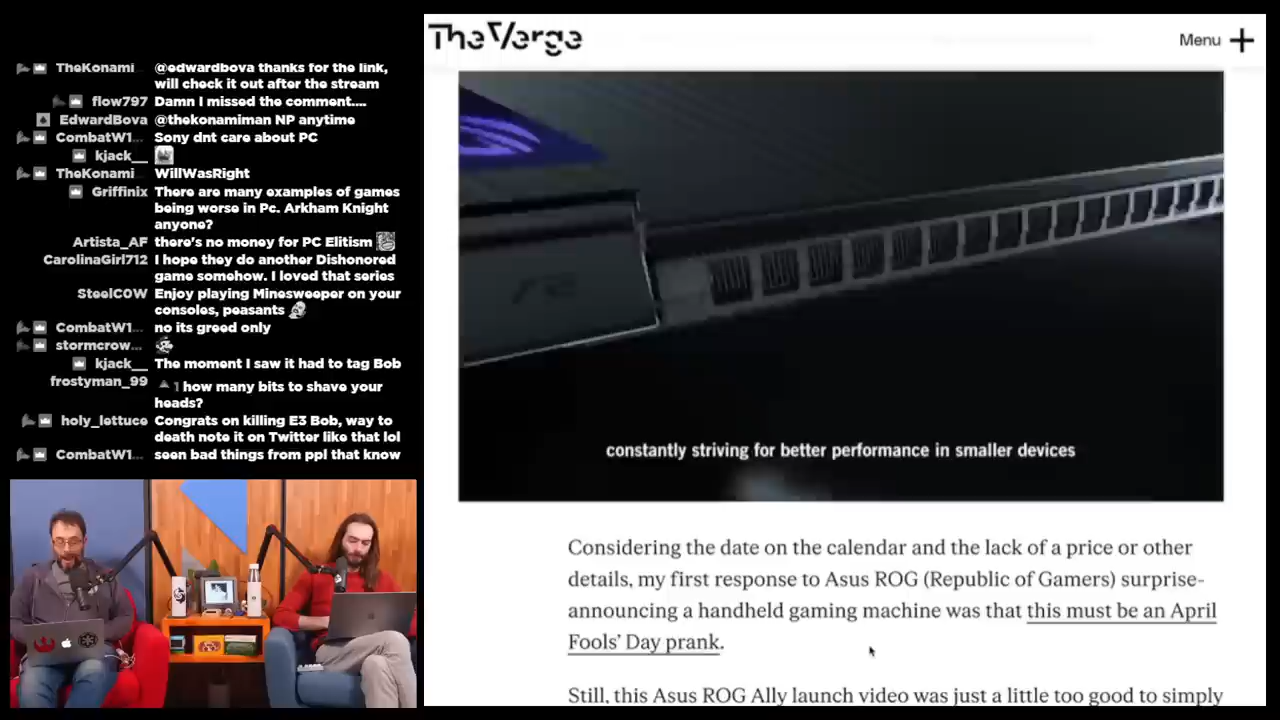 TheKonami
@edwardbova thanks for the link,
will check it out after the stream
flow797
Damn I missed the comment....
EdwardBova
@thekonamiman NP anytime
CombatW1...
Sony dnt care about PC
kjack__
TheKonami
WillWasRight
Griffinix
There are many examples of games
being worse in Pc. Arkham Knight
anyone?
Artista_AF
there's no money for PC Elitism
CarolinaGirl712
I hope they do another Dishonored
game somehow. I loved that series
SteelC0W
Enjoy playing Minesweeper on your
consoles, peasants
CombatW1...
no its greed only
stormcrow...
kjack__
The moment I saw it had to tag Bob
frostyman_99
1 how many bits to shave your
heads?
holy_lettuce
Congrats on killing E3 Bob, way to
death note it on Twitter like that lol
CombatW1...
seen bad things from ppl that know
The Verge
Menu
constantly striving for better performance in smaller devices
Considering the date on the calendar and the lack of a price or other
details, my first response to Asus ROG (Republic of Gamers) surprise-
announcing a handheld gaming machine was that this must be an April
Fools' Day prank.
Still, this Asus ROG Ally launch video was just a little too good to simply